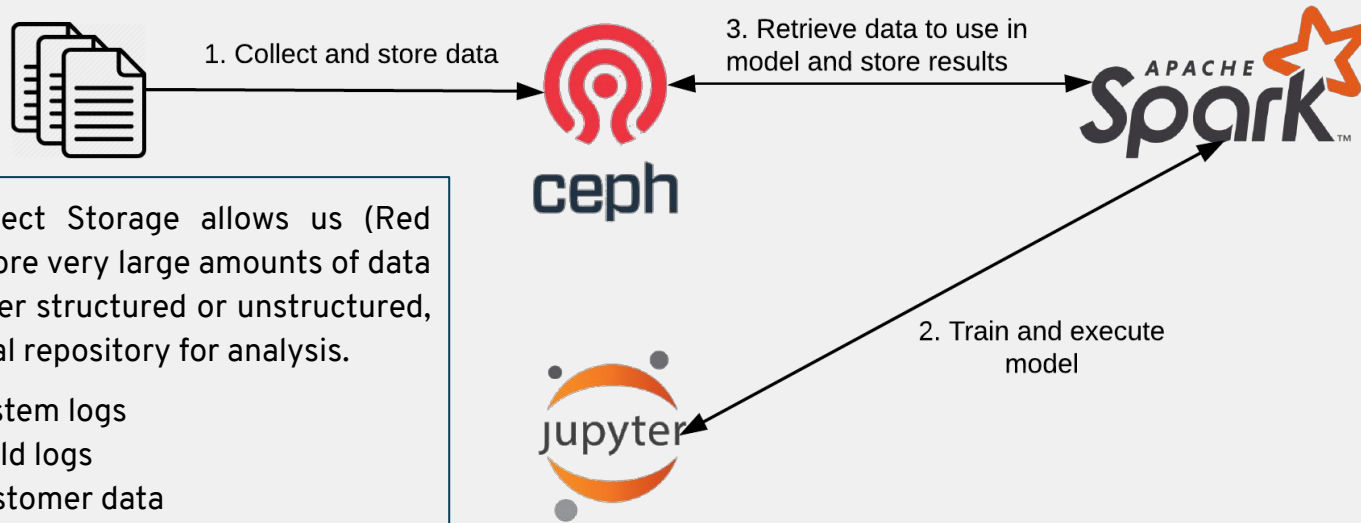 1. Collect and store data
3. Retrieve data to use in
model and store results
APACHE
Spark
TM
ceph
ect Storage allows us (Red
ore very large amounts of data
er structured or unstructured,
al repository for analysis.
stem logs
ld logs
stomer data
2. Train and execute
model
jupyter